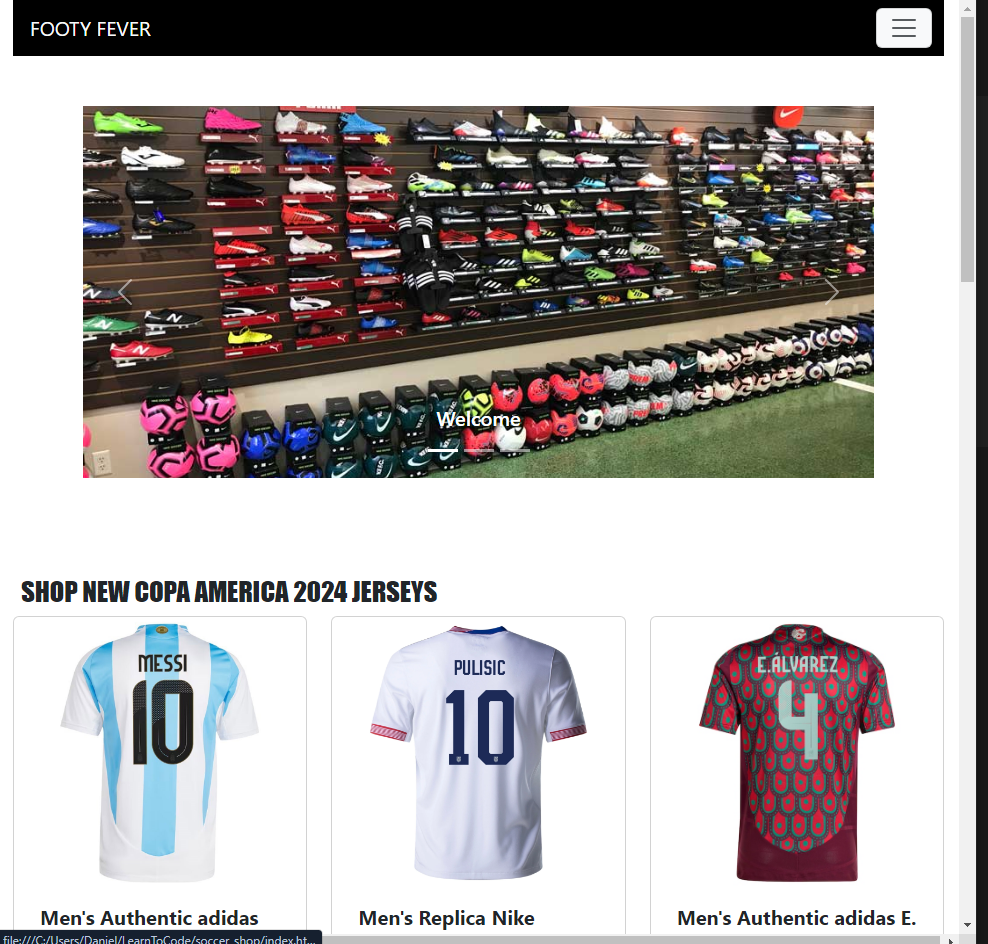 FOOTY FEVER
Welcome
SHOP NEW COPA AMERICA 2024 JERSEYS
MESSI
10
PULISIC
10
E.ÁLVAREZ
4
Men's Authentic adidas
Men's Replica Nike
Men's Authentic adidas E.
file:///C:/Users/Daniel/LearnToCode/soccer_shop/index.ht...